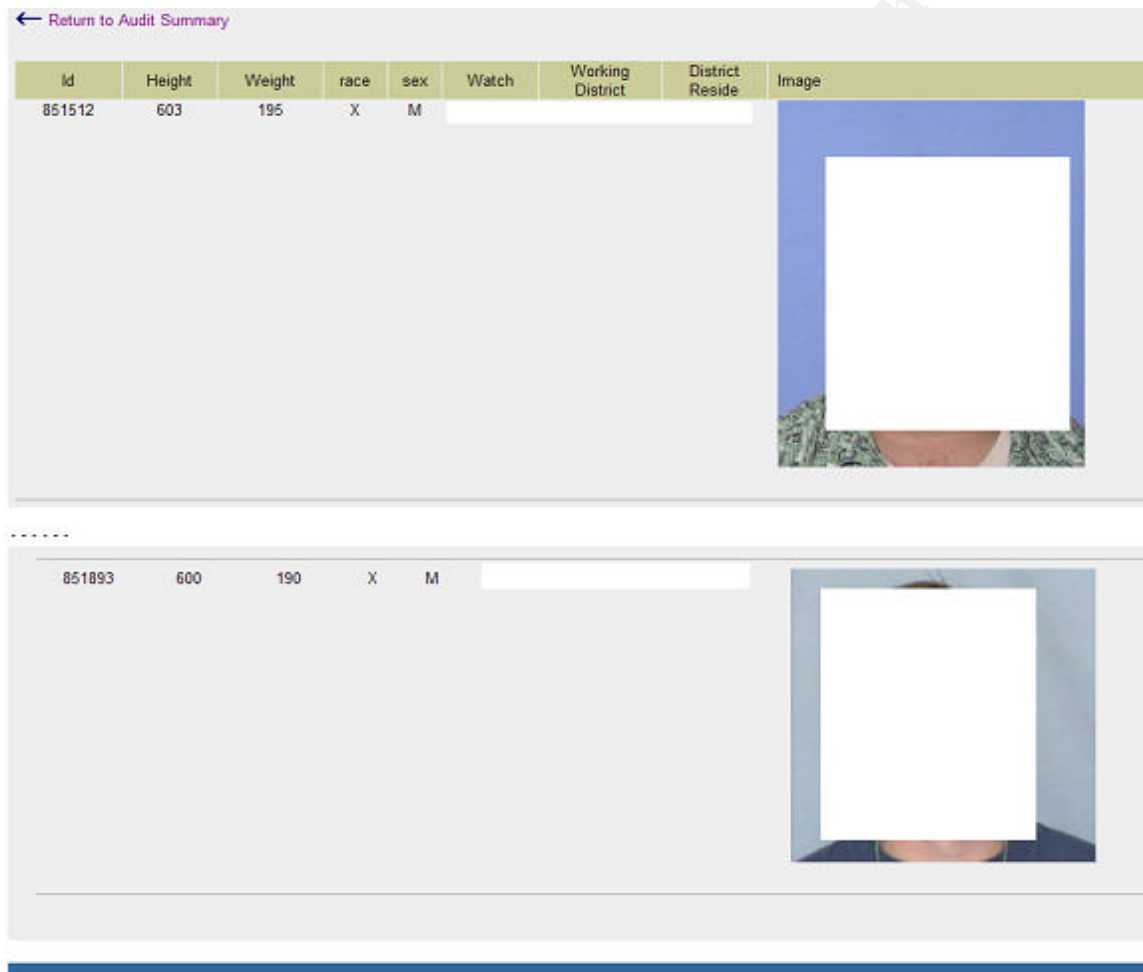 ← Return to Audit Summary
Id Height Weight race sex Watch Working District District Reside Image
851512 603 195 X M
------
851893 600 190 X M